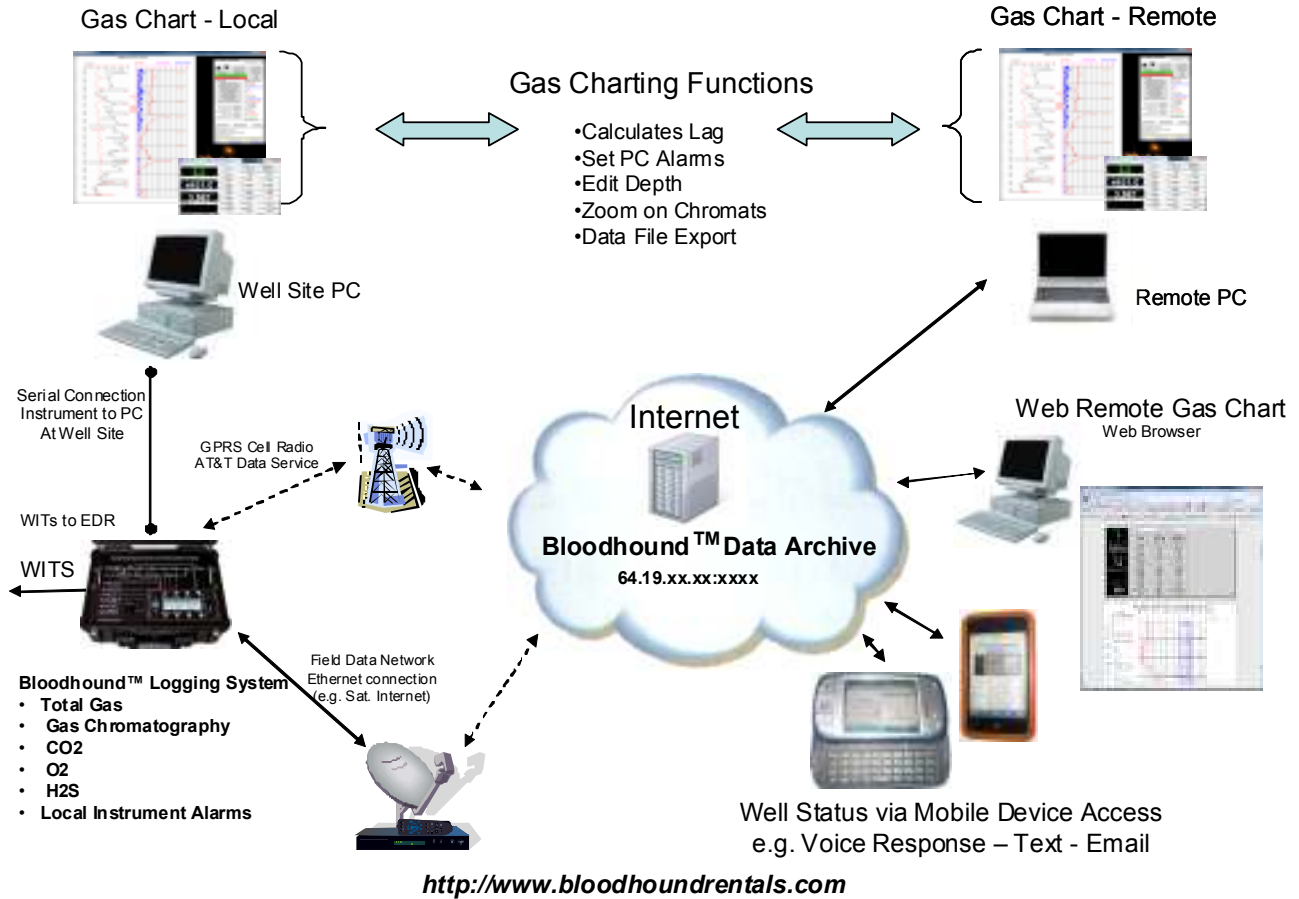 Gas Chart - Local
Gas Chart - Remote
Gas Charting Functions
•Calculates Lag
•Set PC Alarms
•Edit Depth
•Zoom on Chromats
•Data File Export
Well Site PC
Remote PC
Serial Connection
Instrument to PC
At Well Site
GPRS Cell Radio
AT&T Data Service
Internet
Bloodhound™ Data Archive
64.19.xx.xx:xxxx
Web Remote Gas Chart
Web Browser
WITs to EDR
WITS
Field Data Network
Ethernet connection
(e.g. Sat. Internet)
Bloodhound™ Logging System
• Total Gas
• Gas Chromatography
• CO2
• O2
• H2S
• Local Instrument Alarms
Well Status via Mobile Device Access
e.g. Voice Response – Text - Email
http://www.bloodhoundrentals.com